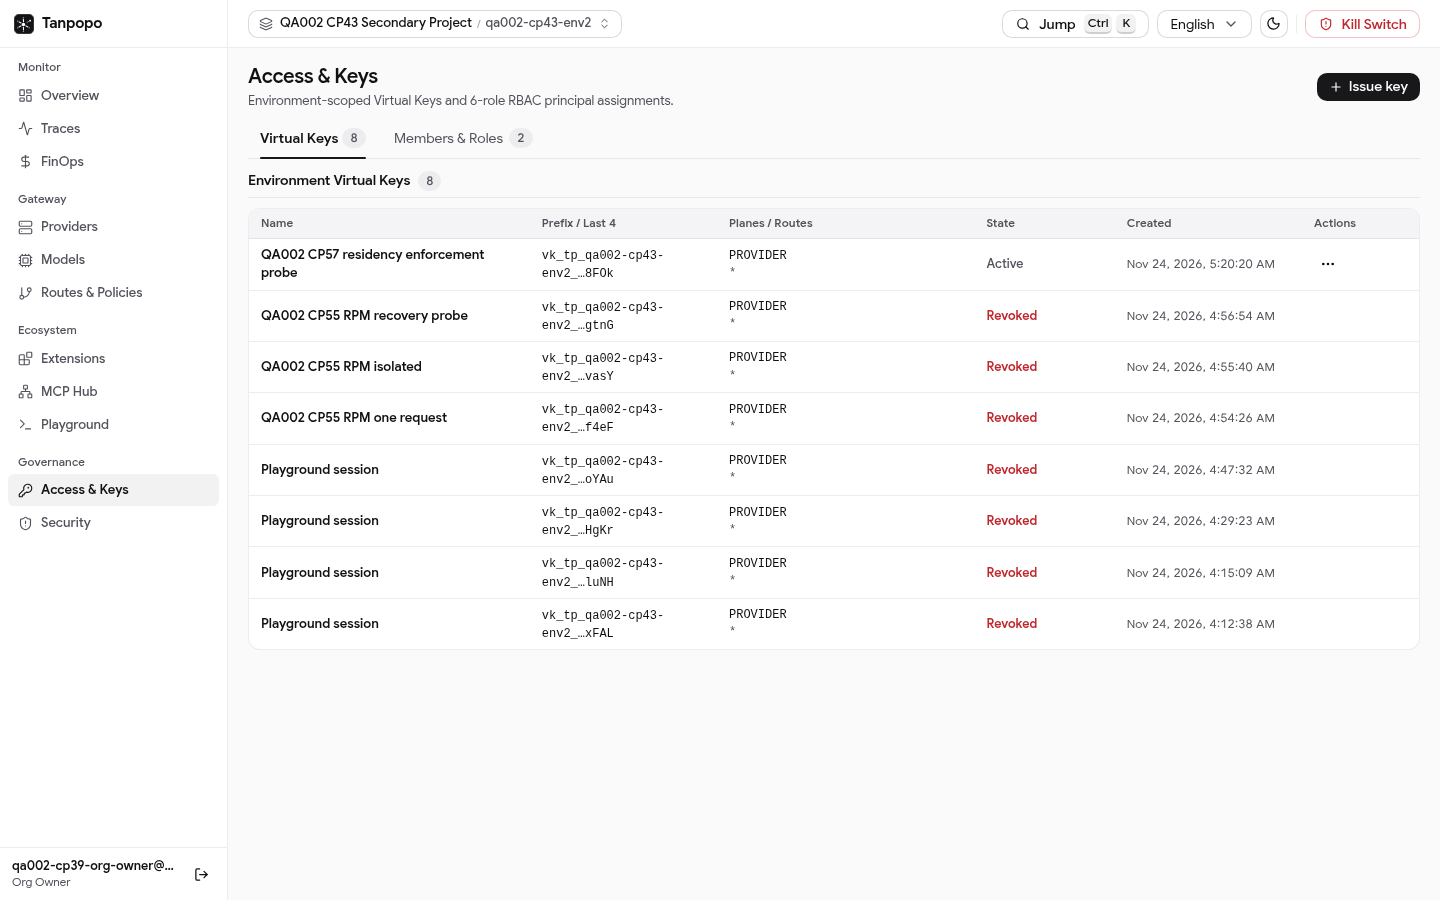 Tanpopo
QA002 CP43 Secondary Project / qa002-cp43-env2
Jump Ctrl K
English
Kill Switch
Monitor
Overview
Traces
FinOps
Gateway
Providers
Models
Routes & Policies
Ecosystem
Extensions
MCP Hub
Playground
Governance
Access & Keys
Security
qa002-cp39-org-owner@...
Org Owner
Access & Keys
Environment-scoped Virtual Keys and 6-role RBAC principal assignments.
Issue key
Virtual Keys 8 Members & Roles 2
Environment Virtual Keys 8
Name Prefix / Last 4 Planes / Routes State Created Actions
QA002 CP57 residency enforcement
probe
vk_tp_qa002-cp43-
env2_…8FOk
PROVIDER
*
Active
Nov 24, 2026, 5:20:20 AM
QA002 CP55 RPM recovery probe
vk_tp_qa002-cp43-
env2_…gtnG
PROVIDER
*
Revoked
Nov 24, 2026, 4:56:54 AM
QA002 CP55 RPM isolated
vk_tp_qa002-cp43-
env2_…vasY
PROVIDER
*
Revoked
Nov 24, 2026, 4:55:40 AM
QA002 CP55 RPM one request
vk_tp_qa002-cp43-
env2_…f4eF
PROVIDER
*
Revoked
Nov 24, 2026, 4:54:26 AM
Playground session
vk_tp_qa002-cp43-
env2_…oYAu
PROVIDER
*
Revoked
Nov 24, 2026, 4:47:32 AM
Playground session
vk_tp_qa002-cp43-
env2_…HgKr
PROVIDER
*
Revoked
Nov 24, 2026, 4:29:23 AM
Playground session
vk_tp_qa002-cp43-
env2_…luNH
PROVIDER
*
Revoked
Nov 24, 2026, 4:15:09 AM
Playground session
vk_tp_qa002-cp43-
env2_…xFAL
PROVIDER
*
Revoked
Nov 24, 2026, 4:12:38 AM